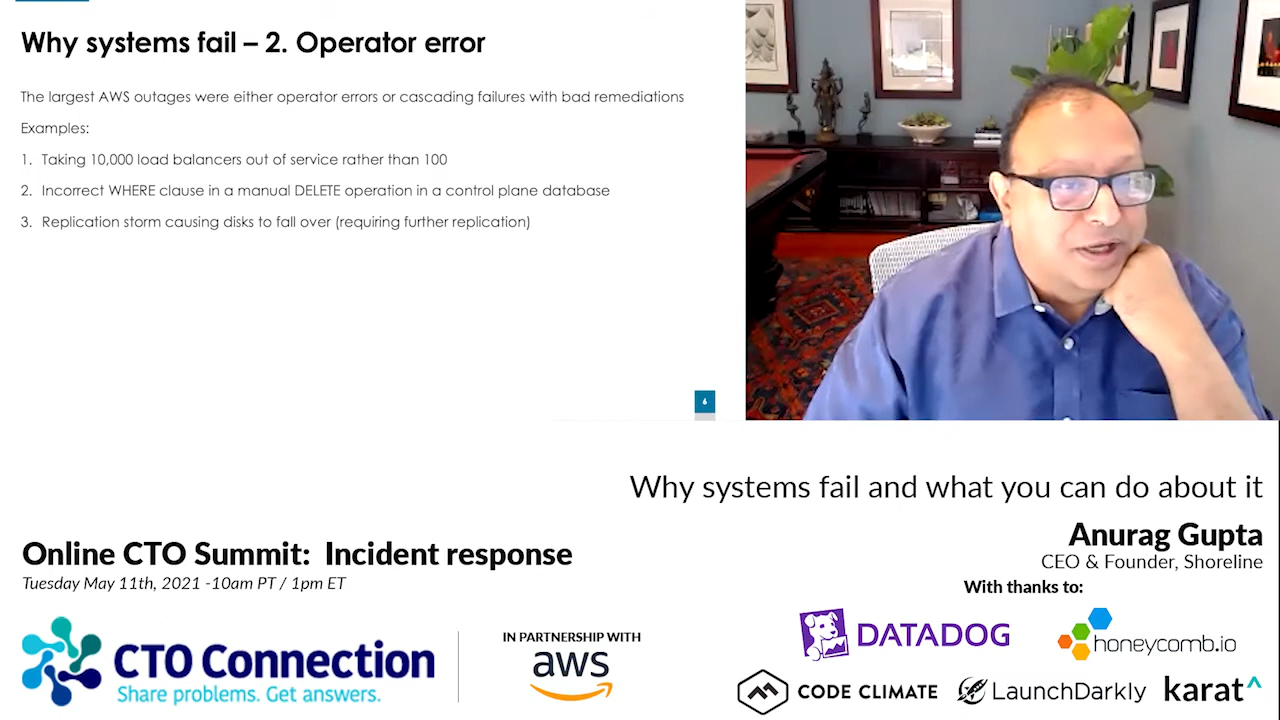 Why systems fail – 2. Operator error
The largest AWS outages were either operator errors or cascading failures with bad remediations
Examples:
1. Taking 10,000 load balancers out of service rather than 100
2. Incorrect WHERE clause in a manual DELETE operation in a control plane database
3. Replication storm causing disks to fall over (requiring further replication)
6
Why systems fail and what you can do about it
Anurag Gupta
CEO & Founder, Shoreline
Online CTO Summit: Incident response
Tuesday May 11th, 2021 -10am PT / 1pm ET
With thanks to:
CTO Connection
Share problems. Get answers.
IN PARTNERSHIP WITH
aws
DATADOG
honeycomb.io
CODE CLIMATE
LaunchDarkly
karat^